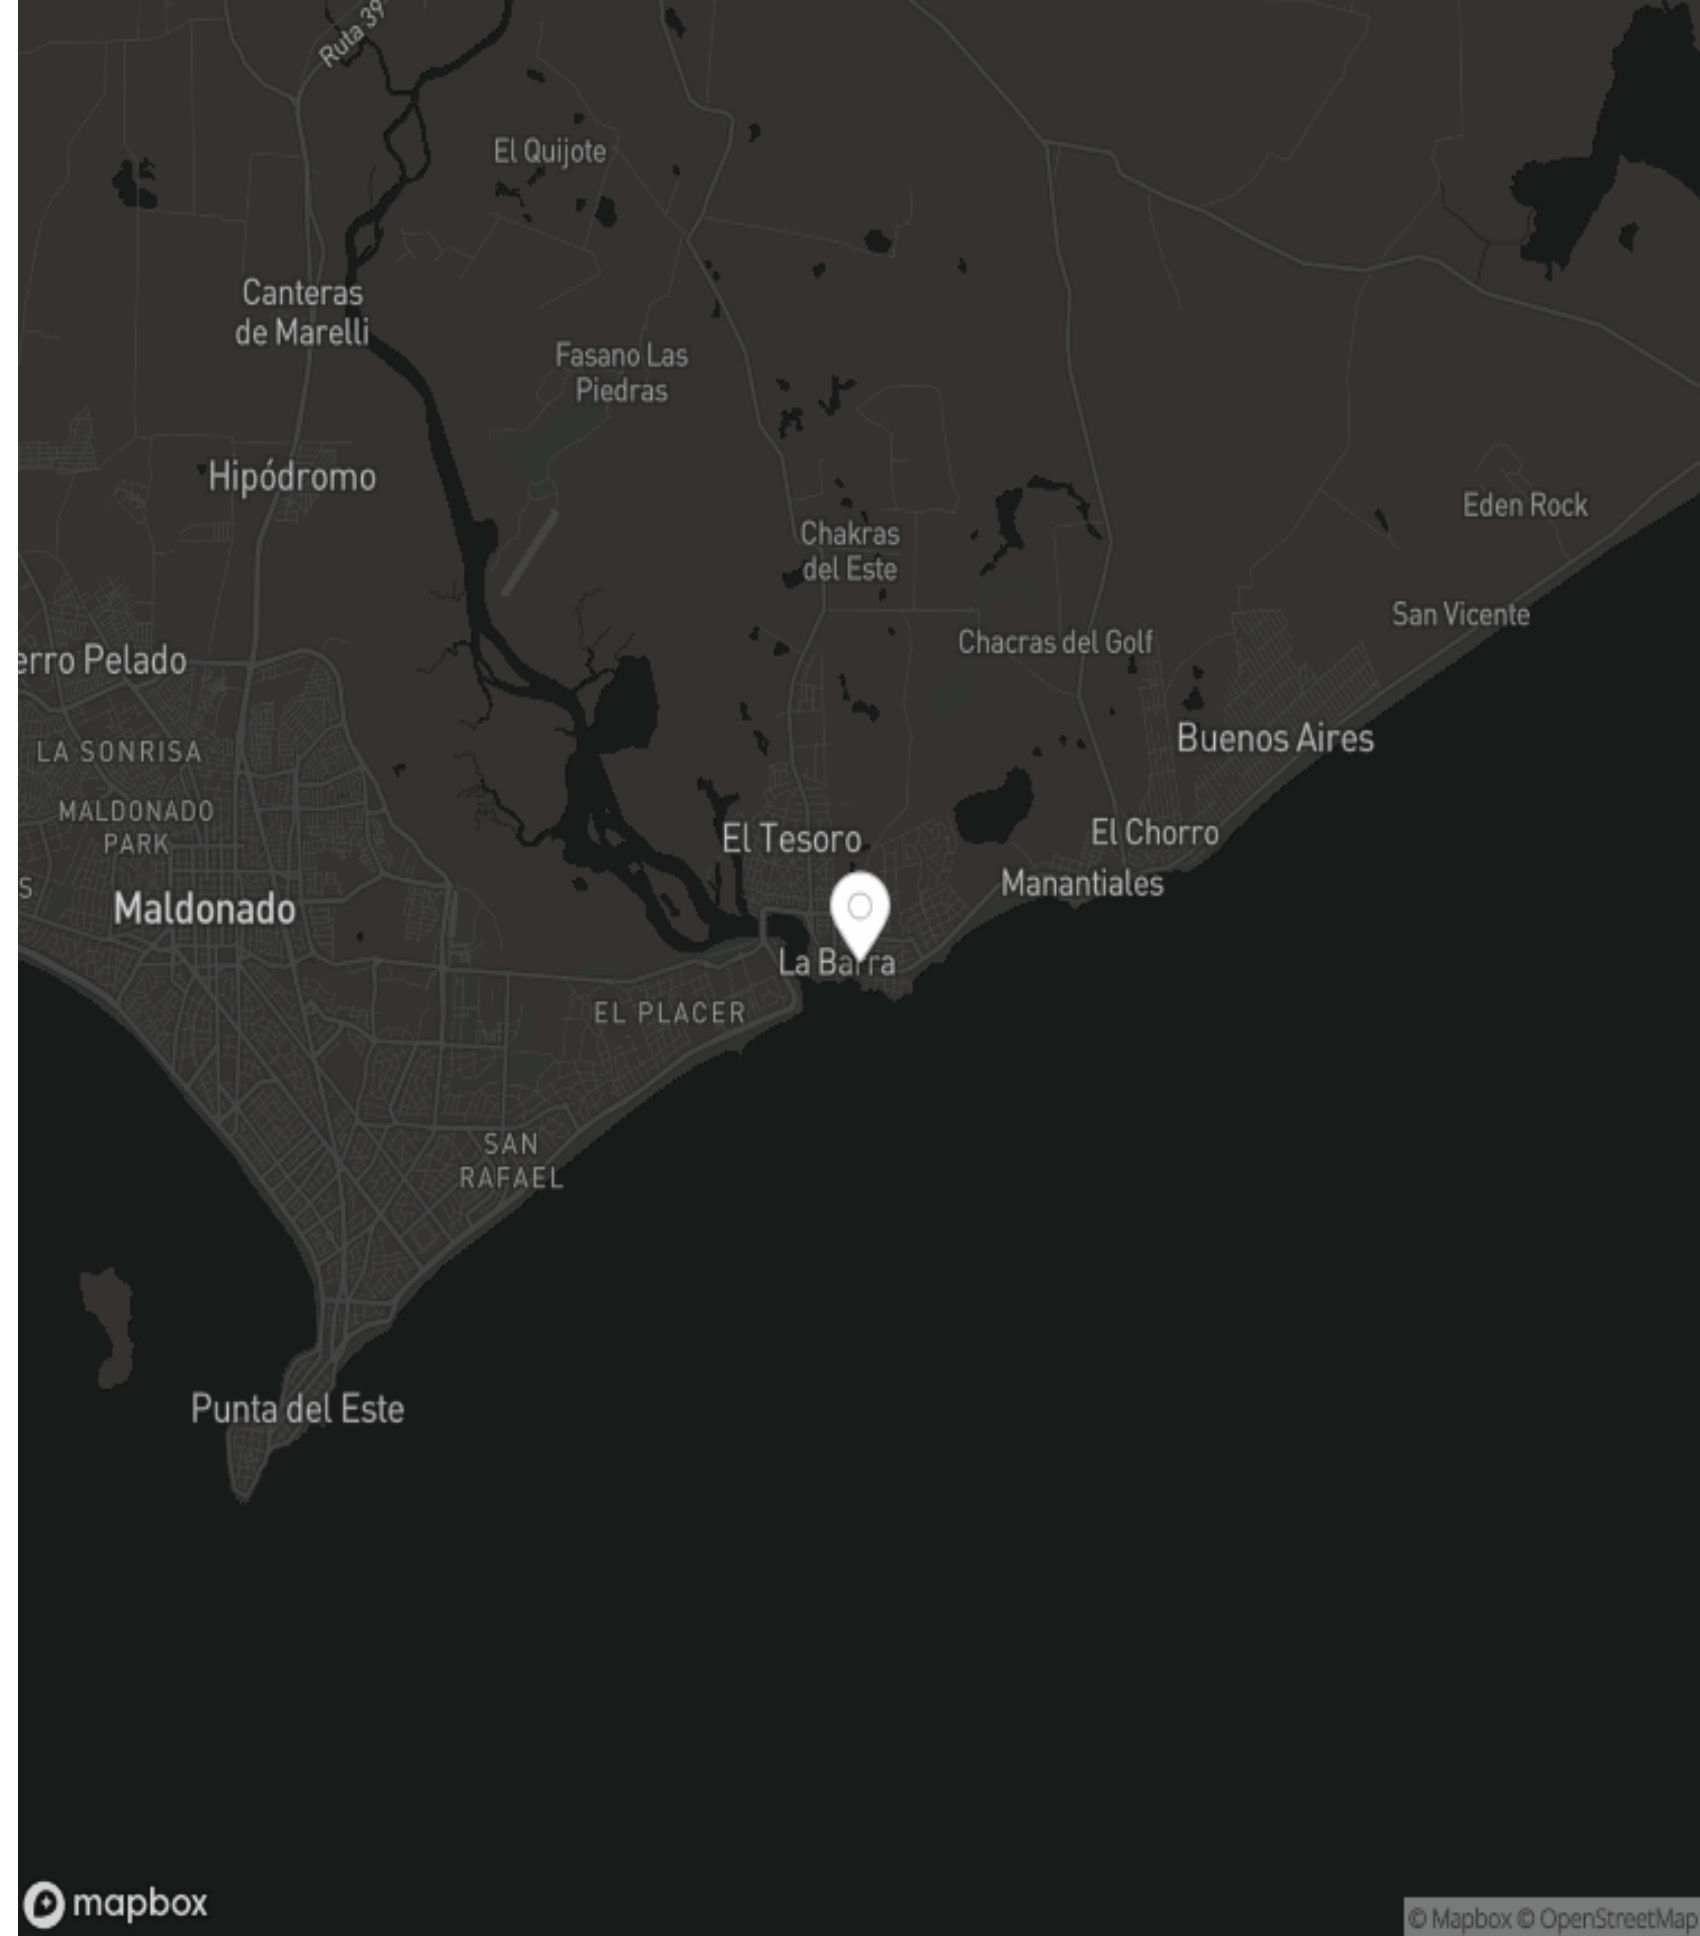 Ruta 39
El Quijote
Canteras
de Marelli
Fasano Las
Piedras
Hipódromo
Eden Rock
Chakras
del Este
San Vicente
Chacras del Golf
erro Pelado
LA SONRISA
Buenos Aires
MALDONADO
PARK
El Tesoro
El Chorro
S
Manantiales
Maldonado
La Barra
EL PLACER
SAN
RAFAEL
Punta del Este
mapbox
© Mapbox © OpenStreetMap